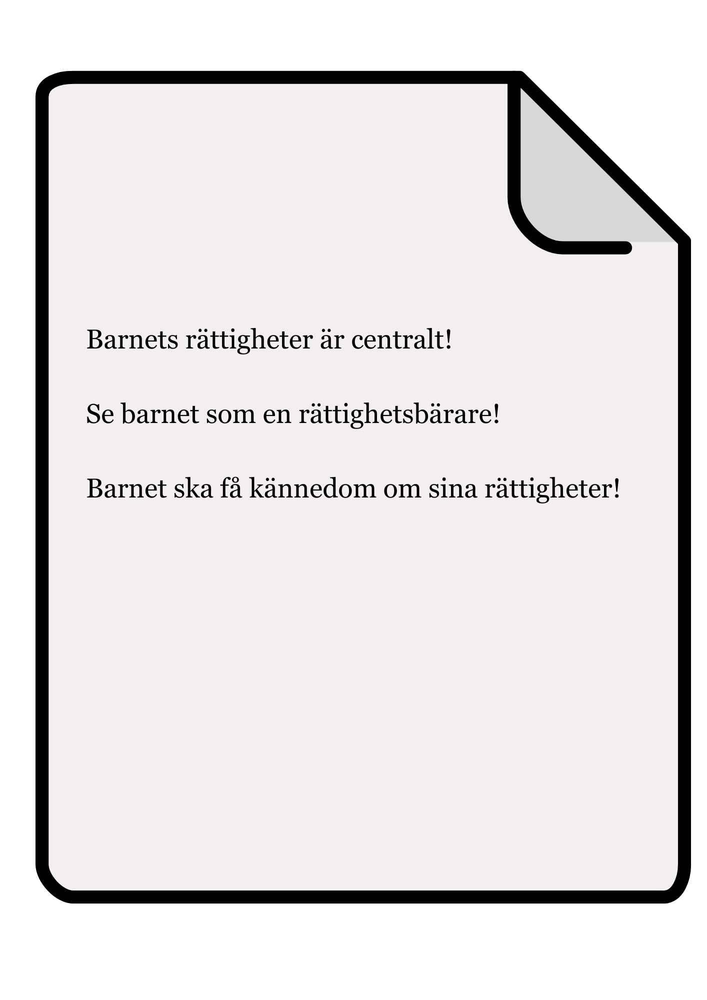 Barnets rättigheter är centralt!
Se barnet som en rättighetsbärare!
Barnet ska få kännedom om sina rättigheter!